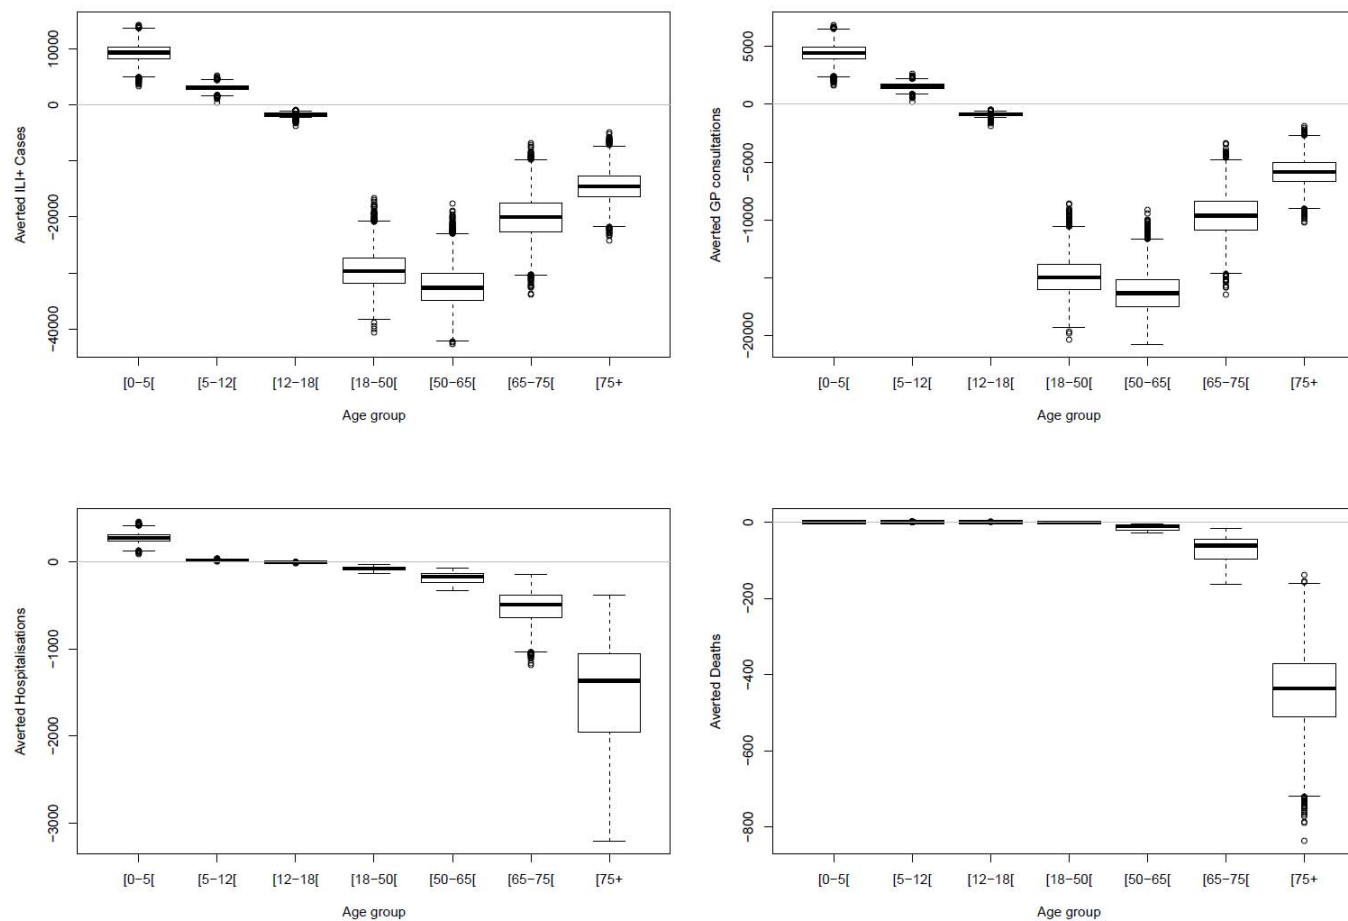 Averted ILI+ Cases
10000
0
−20000
−40000
[0−5[ [5−12[ [12−18[ [18−50[ [50−65[ [65−75[ [75+
Age group
Averted GP consultations
5000
0
−5000
−10000
−20000
[0−5[ [5−12[ [12−18[ [18−50[ [50−65[ [65−75[ [75+
Age group
Averted Hospitalisations
0
−1000
−2000
−3000
[0−5[ [5−12[ [12−18[ [18−50[ [50−65[ [65−75[ [75+
Age group
Averted Deaths
0
−200
−400
−600
−800
[0−5[ [5−12[ [12−18[ [18−50[ [50−65[ [65−75[ [75+
Age group